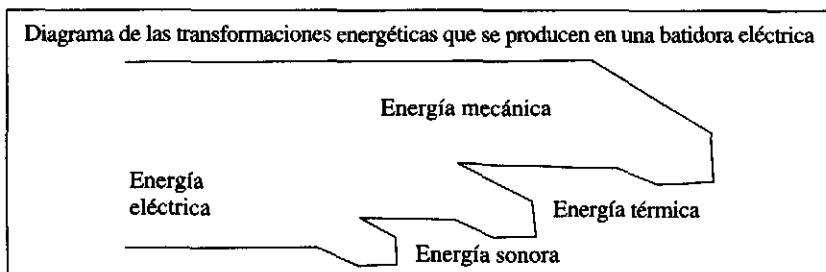 Diagrama de las transformaciones energéticas que se producen en una batidora eléctrica
Energía mecánica
Energía
eléctrica
Energía térmica
Energía sonora